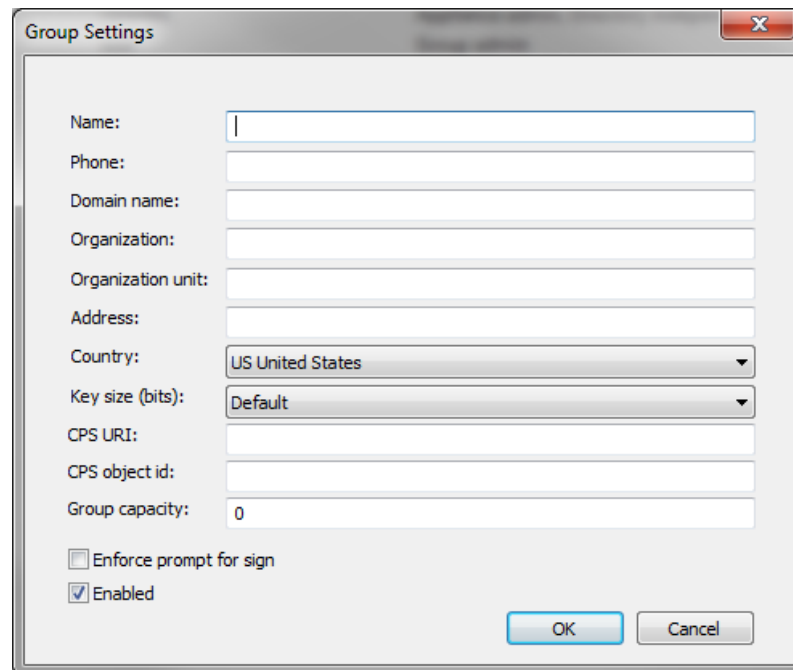 Group Settings
Name:
Phone:
Domain name:
Organization:
Organization unit:
Address:
Country: US United States
Key size (bits): Default
CPS URI:
CPS object id:
Group capacity: 0
Enforce prompt for sign
Enabled
OK Cancel